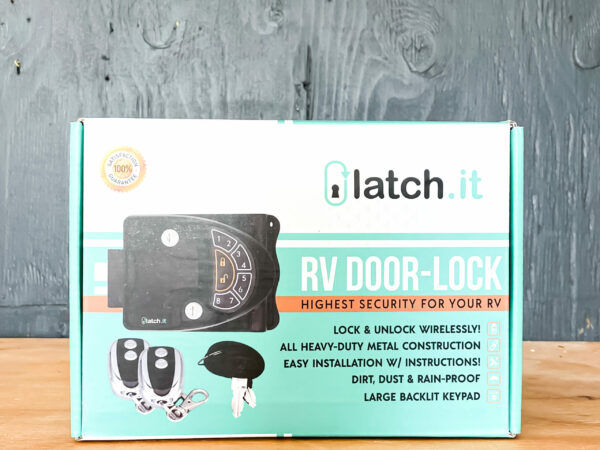 SATISFACTION
100%
GUARANTEE
latch.it
1 2
3
4
5
6
7
8
latch.it
RV DOOR-LOCK
HIGHEST SECURITY FOR YOUR RV
LOCK & UNLOCK WIRELESSLY!
ALL HEAVY-DUTY METAL CONSTRUCTION
EASY INSTALLATION W/ INSTRUCTIONS!
DIRT, DUST & RAIN-PROOF
LARGE BACKLIT KEYPAD